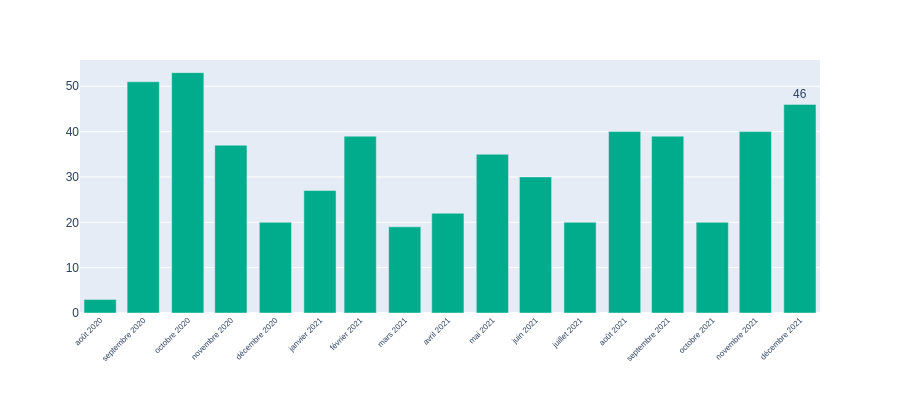 50
40
30
20
10
0
46
août 2020
septembre 2020
octobre 2020
novembre 2020
décembre 2020
janvier 2021
février 2021
mars 2021
avril 2021
mai 2021
juin 2021
juillet 2021
août 2021
septembre 2021
octobre 2021
novembre 2021
décembre 2021